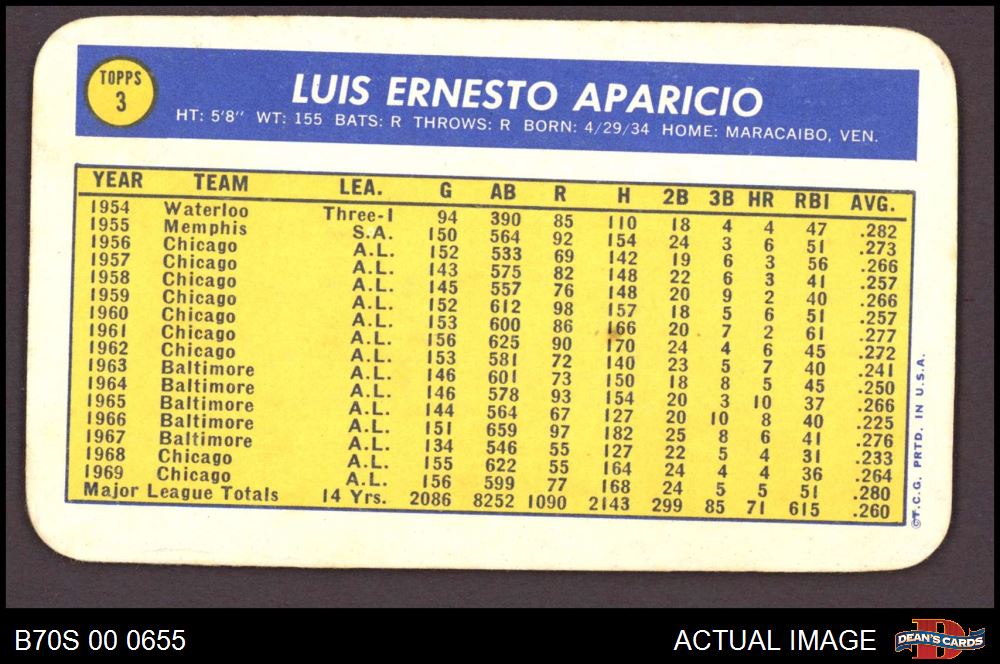 TOPPS
3
LUIS ERNESTO APARICIO
HT: 5'8" WT: 155 BATS: R THROWS: R BORN: 4/29/34 HOME: MARACAIBO, VEN.
YEAR TEAM LEA. G AB R H 2B 3B HR RBI AVG.
1954 Waterloo Three-I 94 390 85 110 18 4 4 47 .282
1955 Memphis S.A. 150 564 92 154 24 3 6 51 .273
1956 Chicago A.L. 152 533 69 142 19 6 3 56 .266
1957 Chicago A.L. 143 575 82 148 22 6 3 41 .257
1958 Chicago A.L. 145 557 76 148 20 9 2 40 .266
1959 Chicago A.L. 152 612 98 157 18 5 6 51 .257
1960 Chicago A.L. 153 600 86 166 20 7 2 61 .277
1961 Chicago A.L. 156 625 90 170 24 4 6 45 .272
1962 Chicago A.L. 153 581 72 140 23 5 7 40 .241
1963 Baltimore A.L. 146 601 73 150 18 8 5 45 .250
1964 Baltimore A.L. 146 578 93 154 20 3 10 37 .266
1965 Baltimore A.L. 144 564 67 127 20 10 8 40 .225
1966 Baltimore A.L. 151 659 97 182 25 8 6 41 .276
1967 Baltimore A.L. 134 546 55 127 22 5 4 31 .233
1968 Chicago A.L. 155 622 55 164 24 4 4 36 .264
1969 Chicago A.L. 156 599 77 168 24 5 5 51 .280
Major League Totals 14 Yrs. 2086 8252 1090 2143 299 85 71 615 .260
©T.C.G. PRTD. IN U.S.A.
B70S 00 0655
ACTUAL IMAGE
D
DEAN'S CARDS